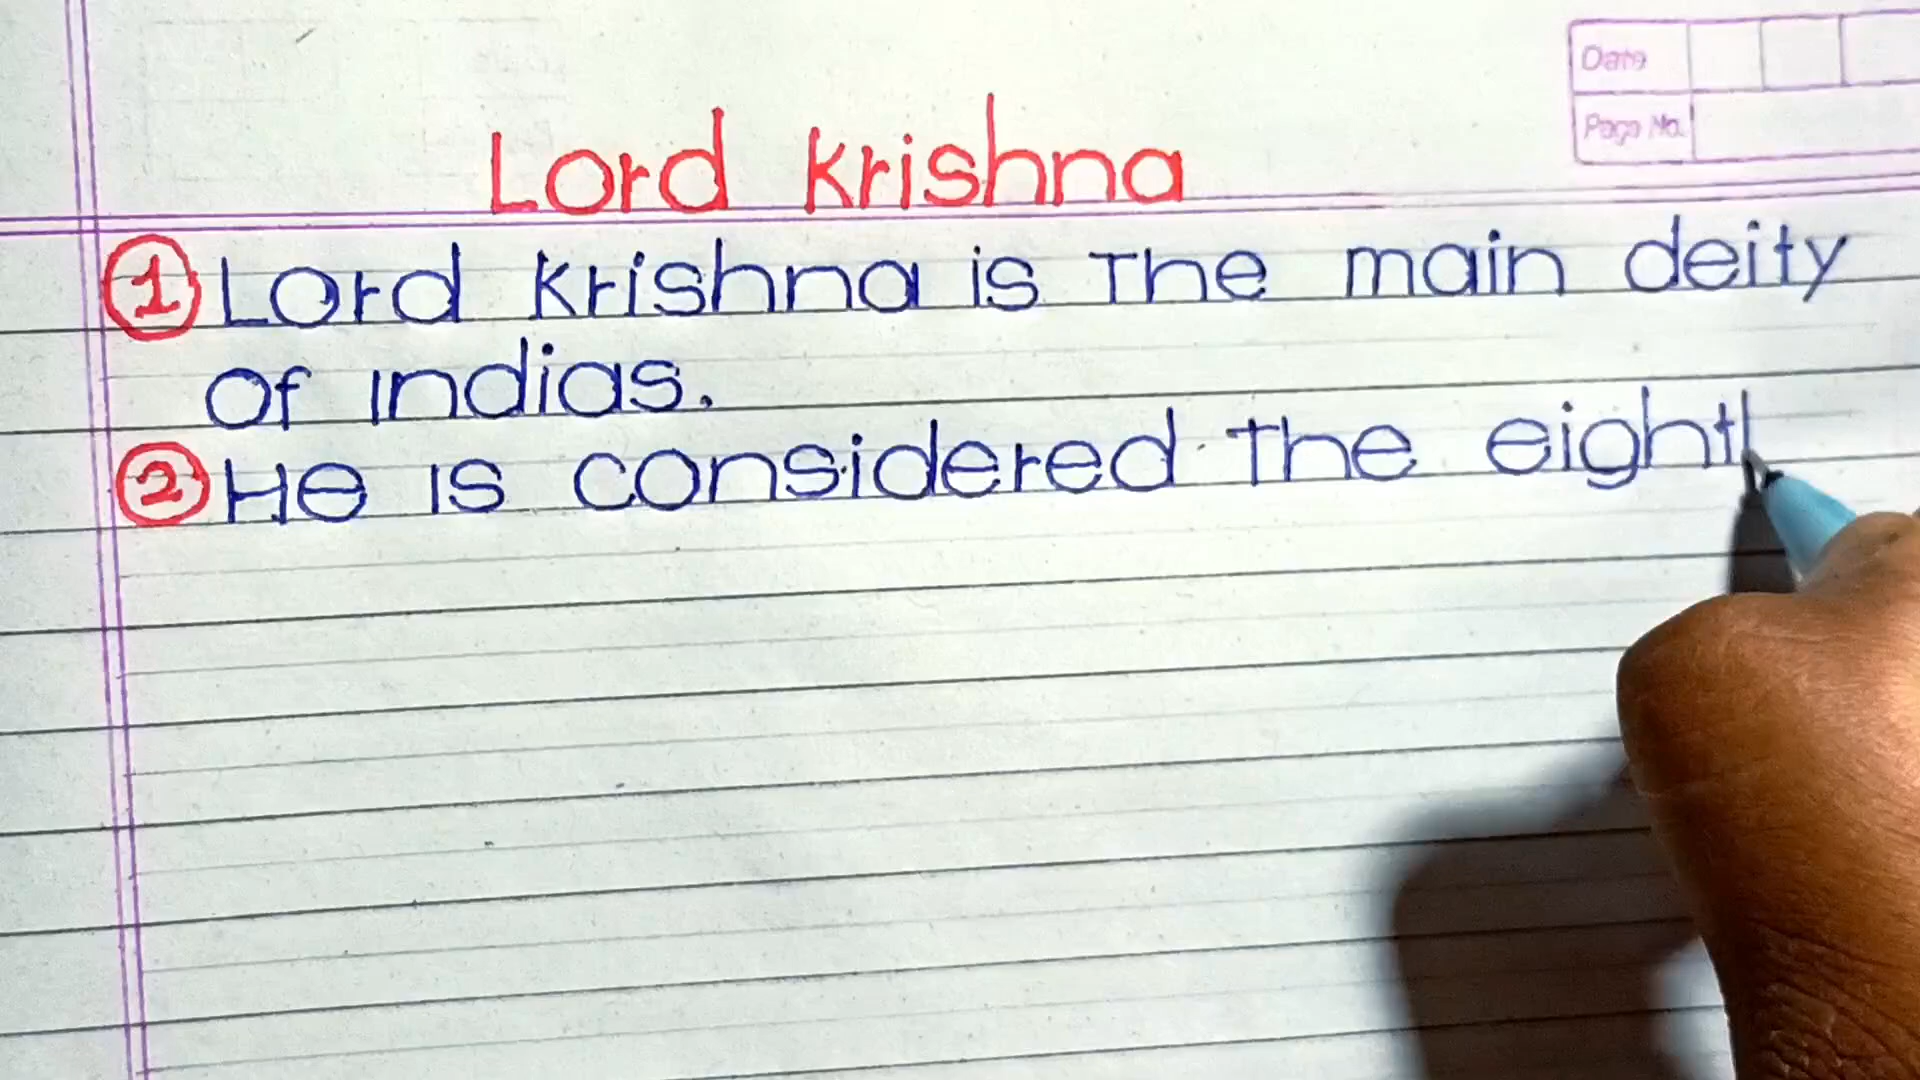 Date
Page No.
Lord Krishna
1 Lord Krishna is The main deity
of Indias.
2 He is considered The eight